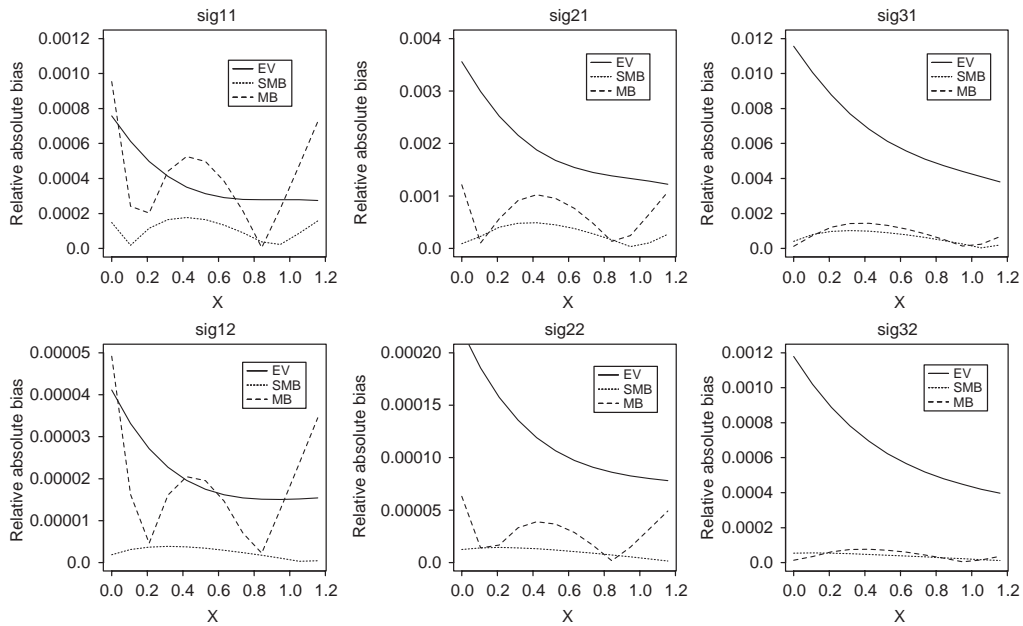 sig11
Relative absolute bias
0.0012
0.0010
0.0008
0.0006
0.0004
0.0002
0.0
EV
SMB
MB
0.0 0.2 0.4 0.6 0.8 1.0 1.2
X
sig21
Relative absolute bias
0.004
0.003
0.002
0.001
0.0
EV
SMB
MB
0.0 0.2 0.4 0.6 0.8 1.0 1.2
X
sig31
Relative absolute bias
0.012
0.010
0.008
0.006
0.004
0.002
0.0
EV
SMB
MB
0.0 0.2 0.4 0.6 0.8 1.0 1.2
X
sig12
Relative absolute bias
0.00005
0.00004
0.00003
0.00002
0.00001
0.0
EV
SMB
MB
0.0 0.2 0.4 0.6 0.8 1.0 1.2
X
sig22
Relative absolute bias
0.00020
0.00015
0.00010
0.00005
0.0
EV
SMB
MB
0.0 0.2 0.4 0.6 0.8 1.0 1.2
X
sig32
Relative absolute bias
0.0012
0.0010
0.0008
0.0006
0.0004
0.0002
0.0
EV
SMB
MB
0.0 0.2 0.4 0.6 0.8 1.0 1.2
X